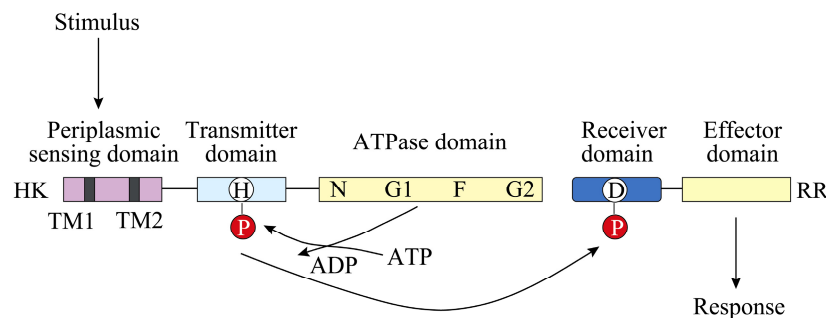 Stimulus
Periplasmic
sensing domain
Transmitter
domain
ATPase domain
Receiver
domain
Effector
domain
HK
H
N G1 F G2
D
RR
TM1 TM2
P
P
ADP
ATP
Response